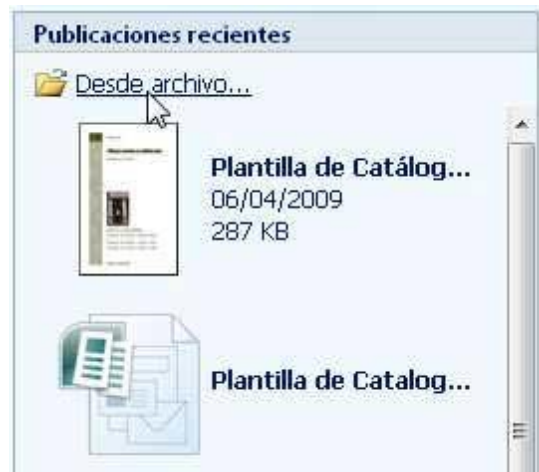 Publicaciones recientes
Desde archivo...
Plantilla de Catálog...
06/04/2009
287 KB
Plantilla de Catalog...